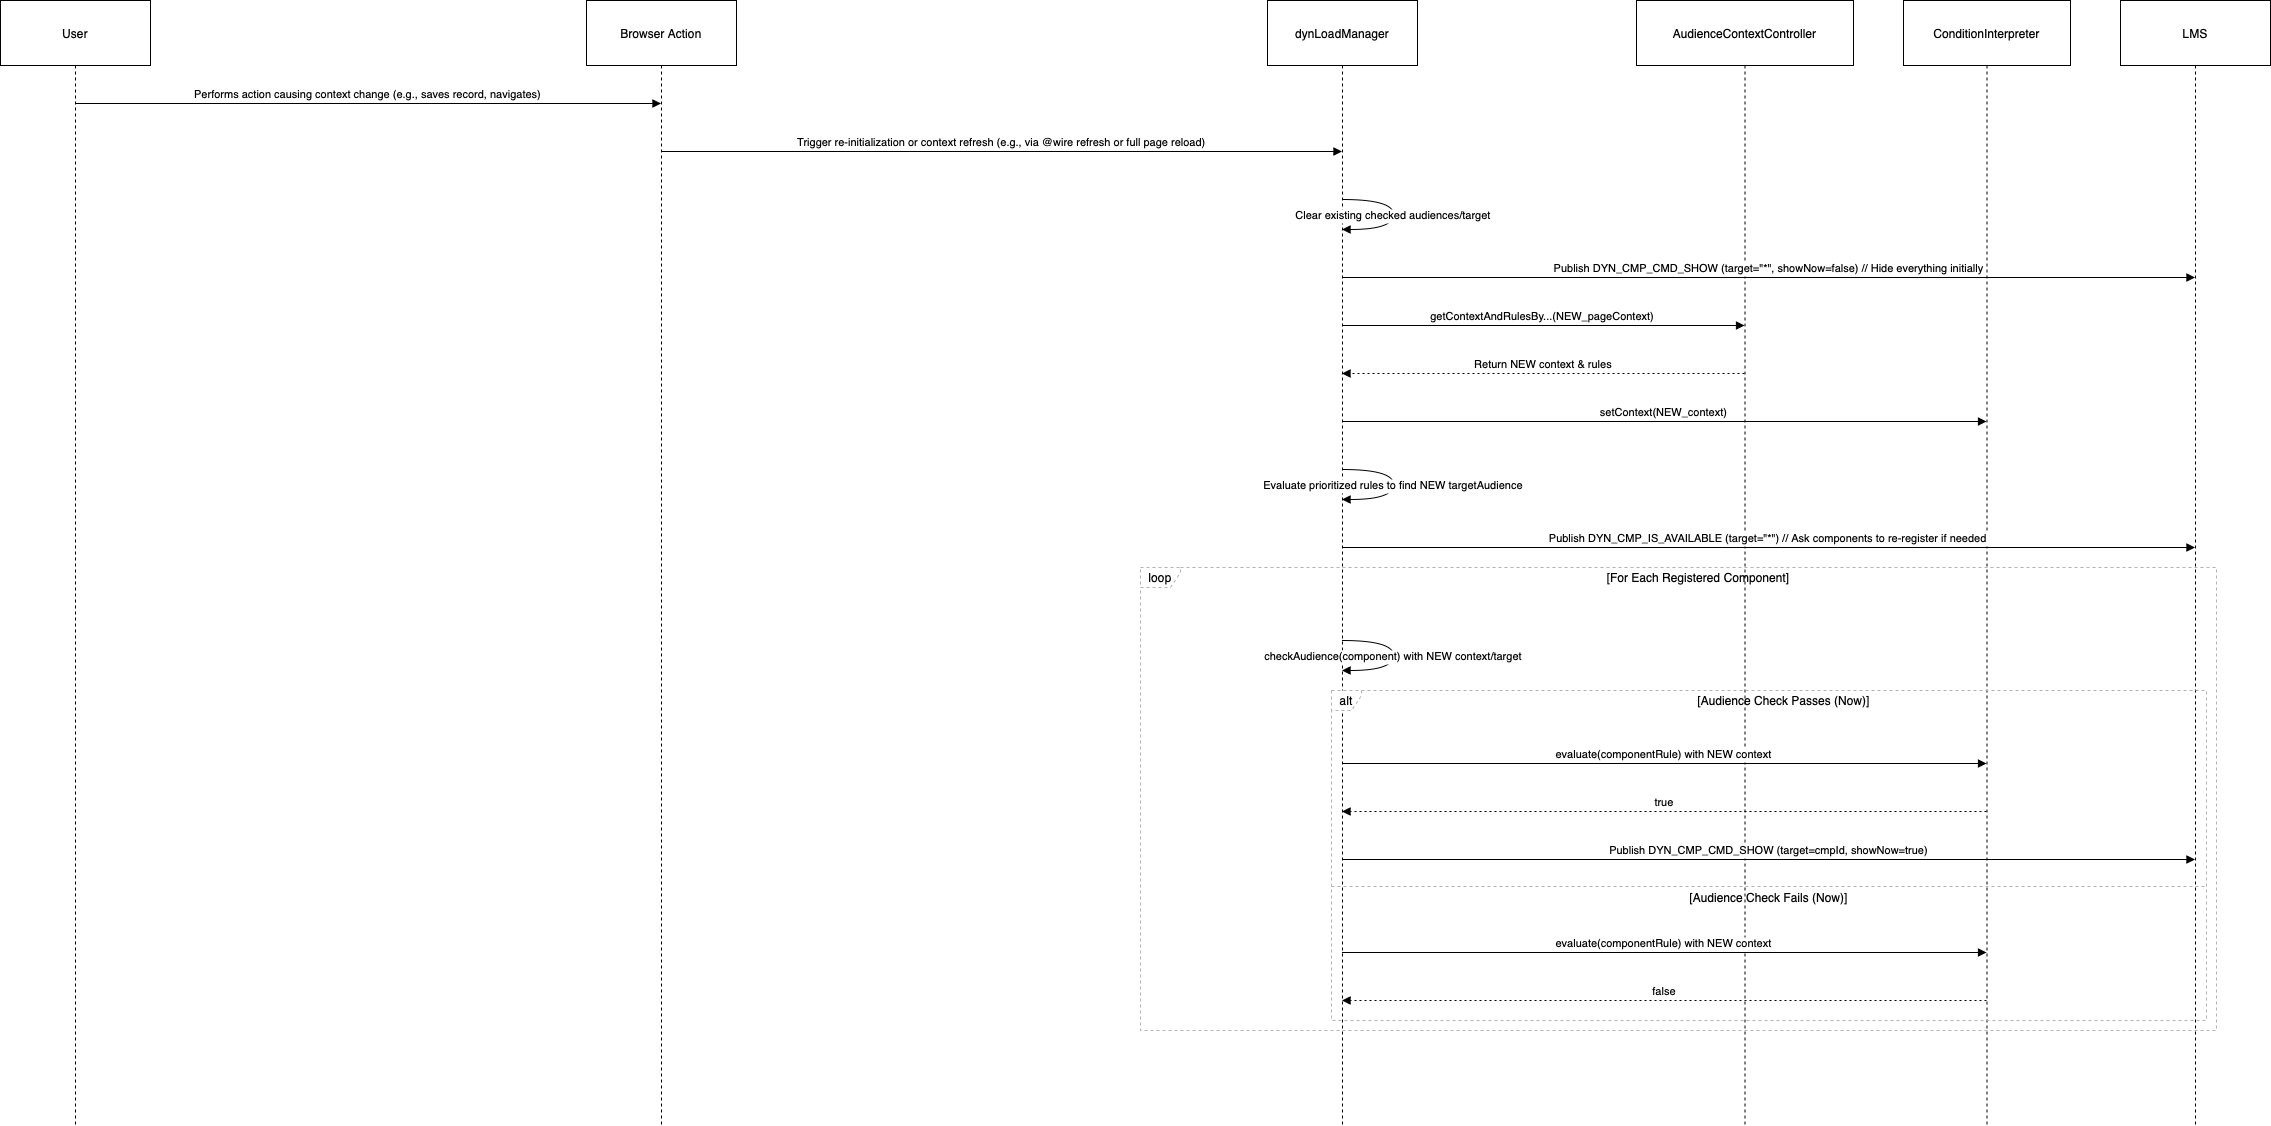 User
Browser Action
dynLoadManager
AudienceContextController
ConditionInterpreter
LMS
Performs action causing context change (e.g., saves record, navigates)
Trigger re-initialization or context refresh (e.g., via @wire refresh or full page reload)
Clear existing checked audiences/target
Publish DYN_CMP_CMD_SHOW (target="*", showNow=false) // Hide everything initially
getContextAndRulesBy...(NEW_pageContext)
Return NEW context & rules
setContext(NEW_context)
Evaluate prioritized rules to find NEW targetAudience
Publish DYN_CMP_IS_AVAILABLE (target="*") // Ask components to re-register if needed
loop
[For Each Registered Component]
checkAudience(component) with NEW context/target
alt
[Audience Check Passes (Now)]
evaluate(componentRule) with NEW context
true
Publish DYN_CMP_CMD_SHOW (target=cmpId, showNow=true)
[Audience Check Fails (Now)]
evaluate(componentRule) with NEW context
false